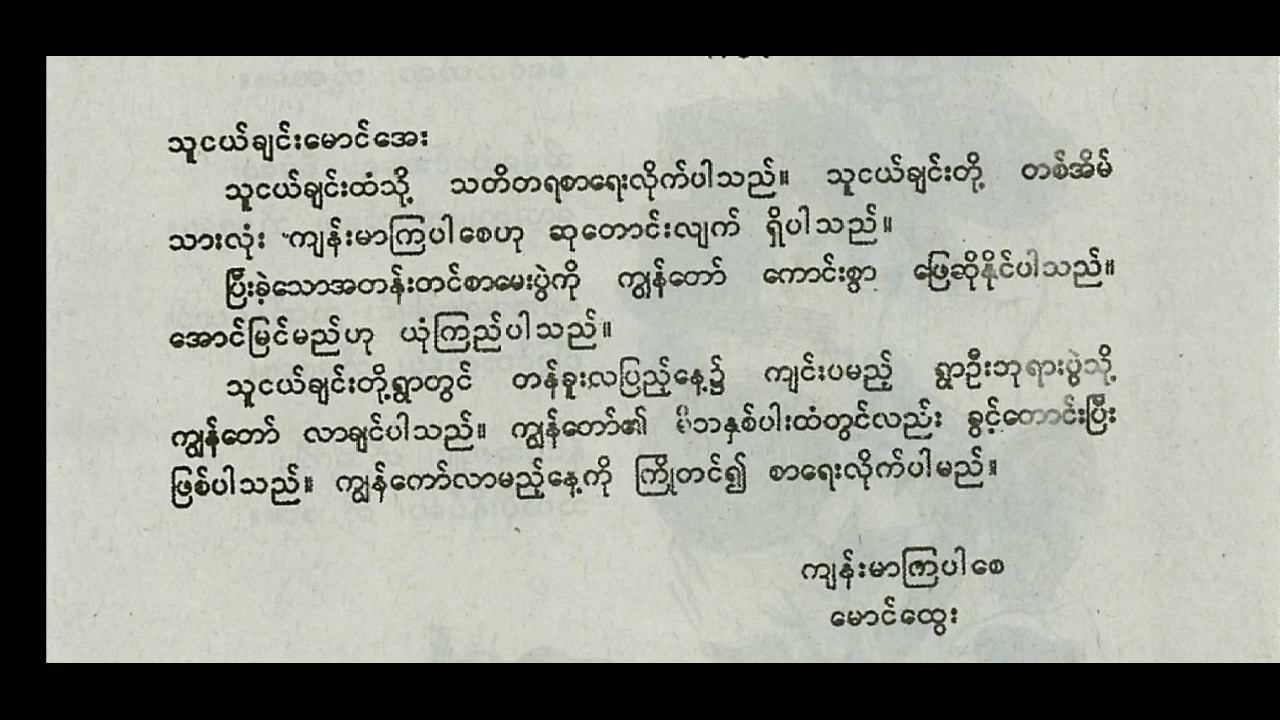 သူငယ်ချင်းမောင်အေး
သူငယ်ချင်းထံသို့ သတိတရစာရေးလိုက်ပါသည်။ သူငယ်ချင်းတို့ တစ်အိမ်
သားလုံး ကျန်းမာကြပါစေဟု ဆုတောင်းလျက် ရှိပါသည်။
ပြီးခဲ့သောအတန်းတင်စာမေးပွဲကို ကျွန်တော် ကောင်းစွာ ဖြေဆိုနိုင်ပါသည်။
အောင်မြင်မည်ဟု ယုံကြည်ပါသည်။
သူငယ်ချင်းတို့ရွာတွင် တန်ခူးလပြည့်နေ့၌ ကျင်းပမည့် ရွာဦးဘုရားပွဲသို့
ကျွန်တော် လာချင်ပါသည်။ ကျွန်တော်၏ မိဘနှစ်ပါးထံတွင်လည်း ခွင့်တောင်းပြီး
ဖြစ်ပါသည်။ ကျွန်တော်လာမည့်နေ့ကို ကြိုတင်၍ စာရေးလိုက်ပါမည်။
ကျန်းမာကြပါစေ
မောင်ထွေး